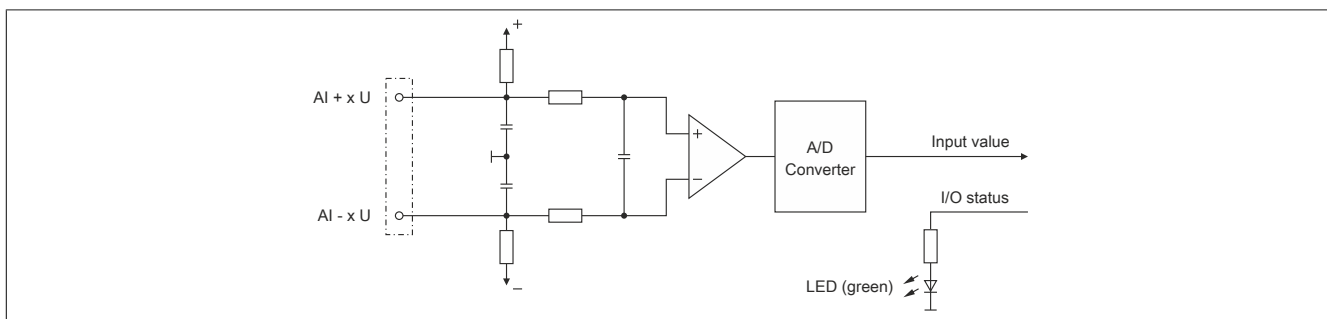 +
AI + x U
+
A/D
Converter
Input value
−
I/O status
AI - x U
LED (green)
−